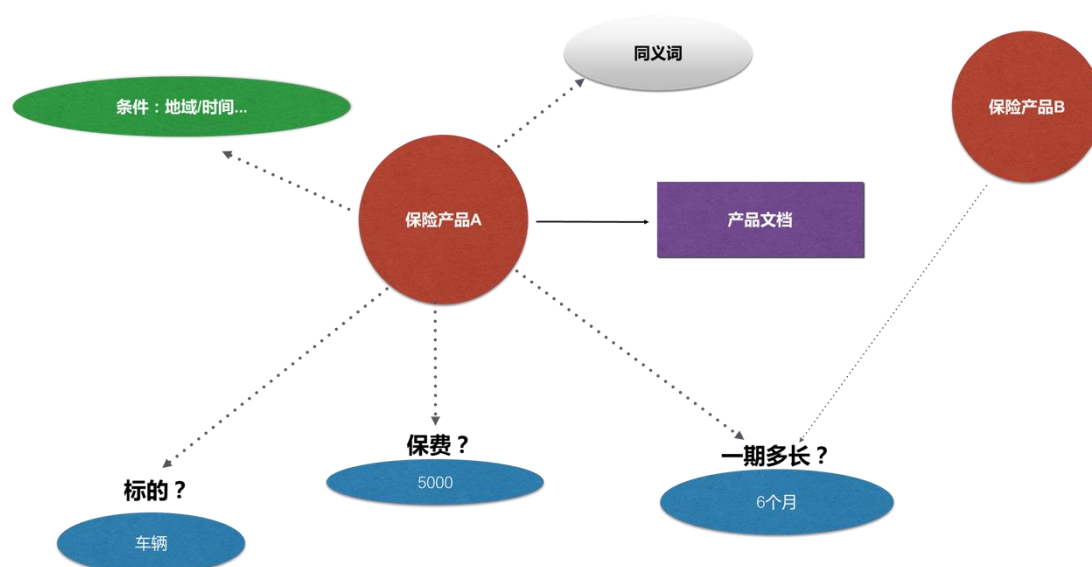 同义词
条件：地域/时间...
保险产品B
保险产品A
产品文档
保费？
一期多长？
标的？
5000
6个月
车辆